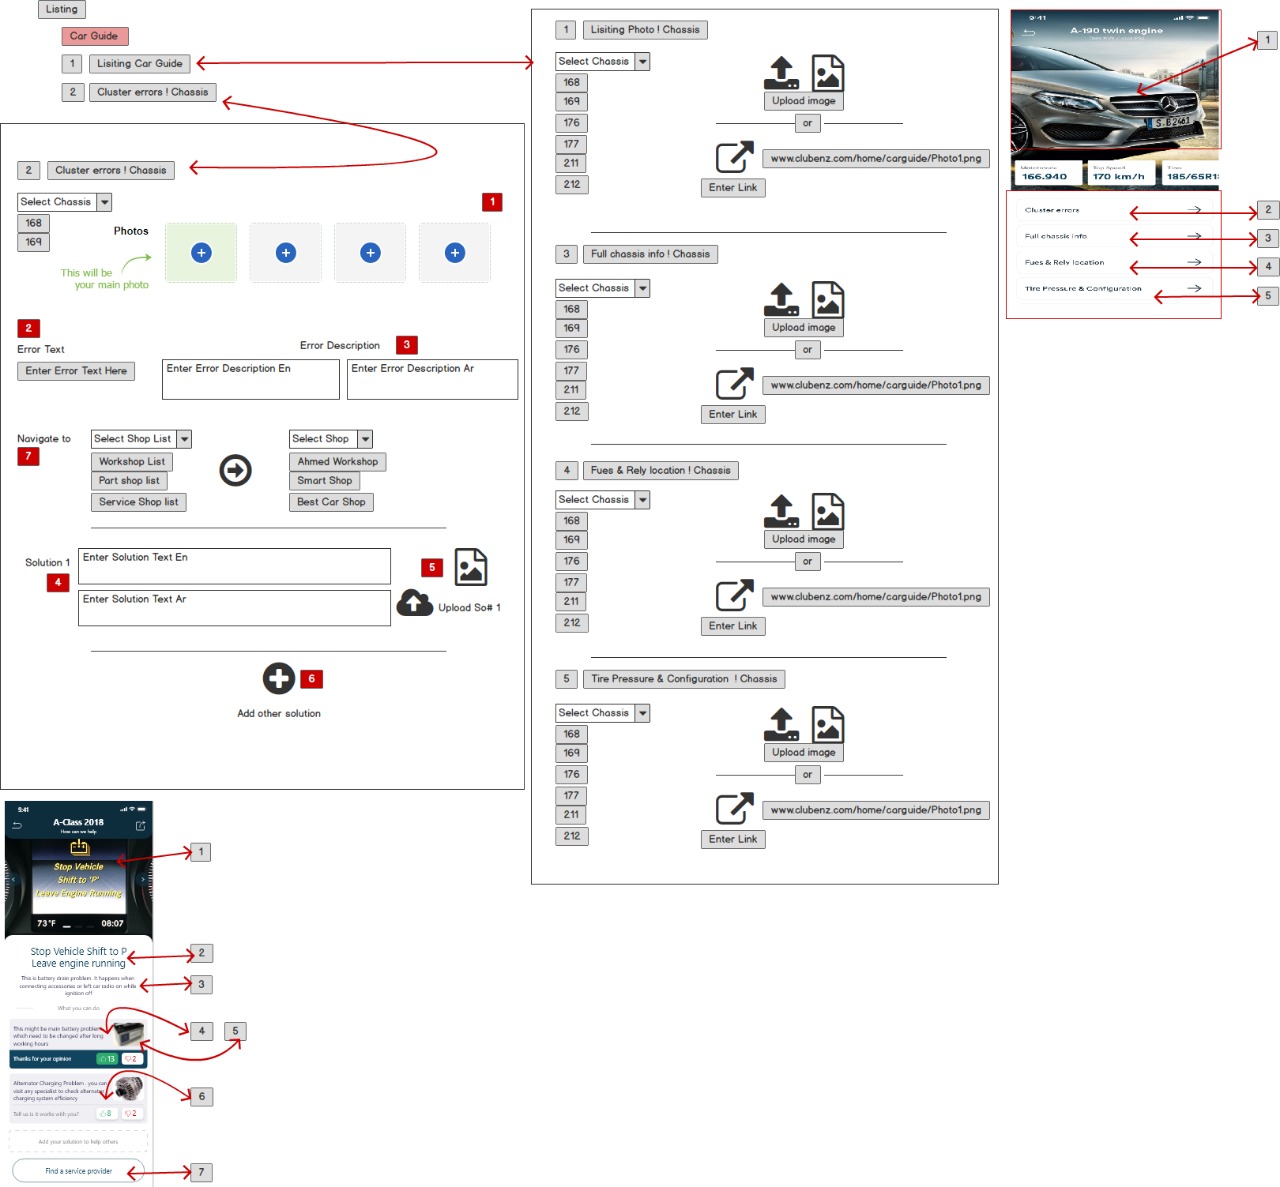 Listing
Car Guide
1 Lisiting Car Guide
2 Cluster errors ! Chassis
2 Cluster errors ! Chassis
Select Chassis
168
169
1
Photos
This will be
your main photo
2
Error Text
Enter Error Text Here
Error Description 3
Enter Error Description En
Enter Error Description Ar
Navigate to
7
Select Shop List
Workshop List
Part shop list
Service Shop list
Select Shop
Ahmed Workshop
Smart Shop
Best Car Shop
Solution 1
4
Enter Solution Text En
Enter Solution Text Ar
5
Upload So# 1
6
Add other solution
1 Lisiting Photo ! Chassis
Select Chassis
168
169
176
177
211
212
Upload image
or
www.clubenz.com/home/carguide/Photo1.png
Enter Link
3 Full chassis info ! Chassis
Select Chassis
168
169
176
177
211
212
Upload image
or
www.clubenz.com/home/carguide/Photo1.png
Enter Link
4 Fues & Rely location ! Chassis
Select Chassis
168
169
176
177
211
212
Upload image
or
www.clubenz.com/home/carguide/Photo1.png
Enter Link
5 Tire Pressure & Configuration ! Chassis
Select Chassis
168
169
176
177
211
212
Upload image
or
www.clubenz.com/home/carguide/Photo1.png
Enter Link
9:41
A-190 twin engine
1
Top Speed
166.940
170 km/h
185/65R1
Cluster errors
2
Full chassis info
3
Fues & Rely location
4
Tire Pressure & Configuration
5
9:41
A-Class 2018
How can we help
Stop Vehicle
Shift to 'P'
Leave Engine Running
73°F
08:07
1
Stop Vehicle Shift to P
Leave engine running
2
This is battery drain problem. It happens when
connecting accessories or left car radio on while
ignition off
3
What you can do
This might be main battery problem
which need to be changed after long
working hours
4
5
Thanks for your opinion
13
2
Alternator Charging Problem . you can
visit any specialist to check alternator
charging system efficiency
6
Tell us is it works with you?
8
2
Add your solution to help others
Find a service provider
7